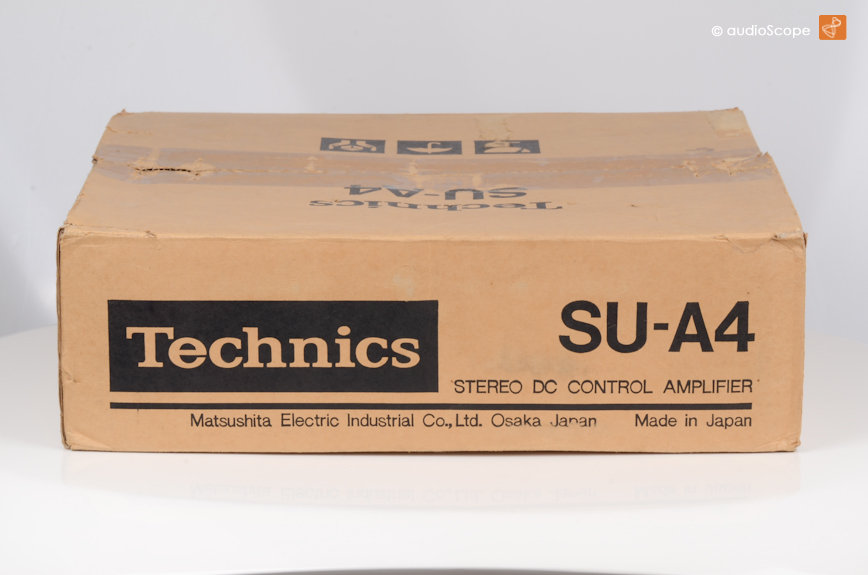 © audioScope
Technics
SU-A4
Technics
SU-A4
STEREO DC CONTROL AMPLIFIER
Matsushita Electric Industrial Co., Ltd. Osaka Japan Made in Japan